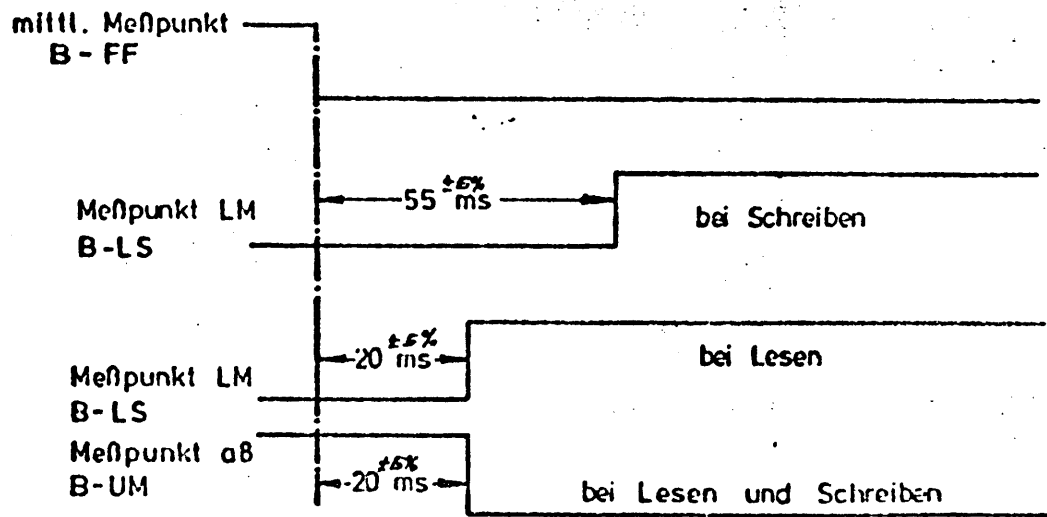 mittl. Meßpunkt
B-FF
±5%
55 ms
Meßpunkt LM
B-LS
bei Schreiben
±5%
20 ms
bei Lesen
Meßpunkt LM
B-LS
Meßpunkt a8
B-UM
±5%
20 ms
bei Lesen und Schreiben